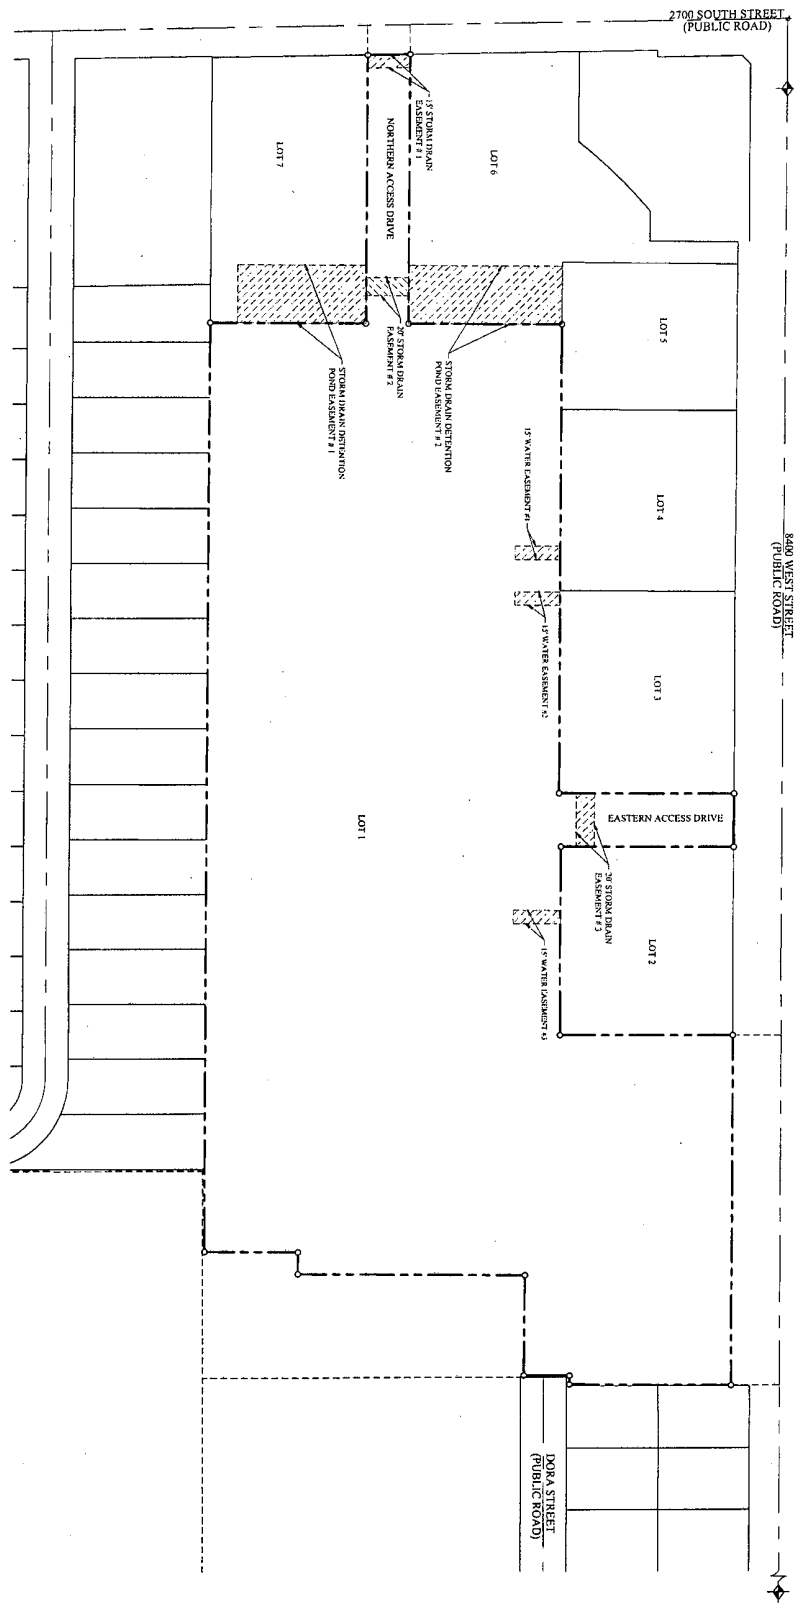 2700 SOUTH STREET
(PUBLIC ROAD)
15' STORM DRAIN
EASEMENT # 1
NORTHERN ACCESS DRIVE
LOT 7
LOT 6
8400 WEST STREET
(PUBLIC ROAD)
LOT 5
20' STORM DRAIN
EASEMENT # 2
STORM DRAIN DETENTION
POND EASEMENT # 1
STORM DRAIN DETENTION
POND EASEMENT # 2
15' WATER EASEMENT #1
LOT 4
15' WATER EASEMENT #2
LOT 3
LOT 1
EASTERN ACCESS DRIVE
20' STORM DRAIN
EASEMENT # 3
LOT 2
15' WATER EASEMENT #3
DORA STREET
(PUBLIC ROAD)